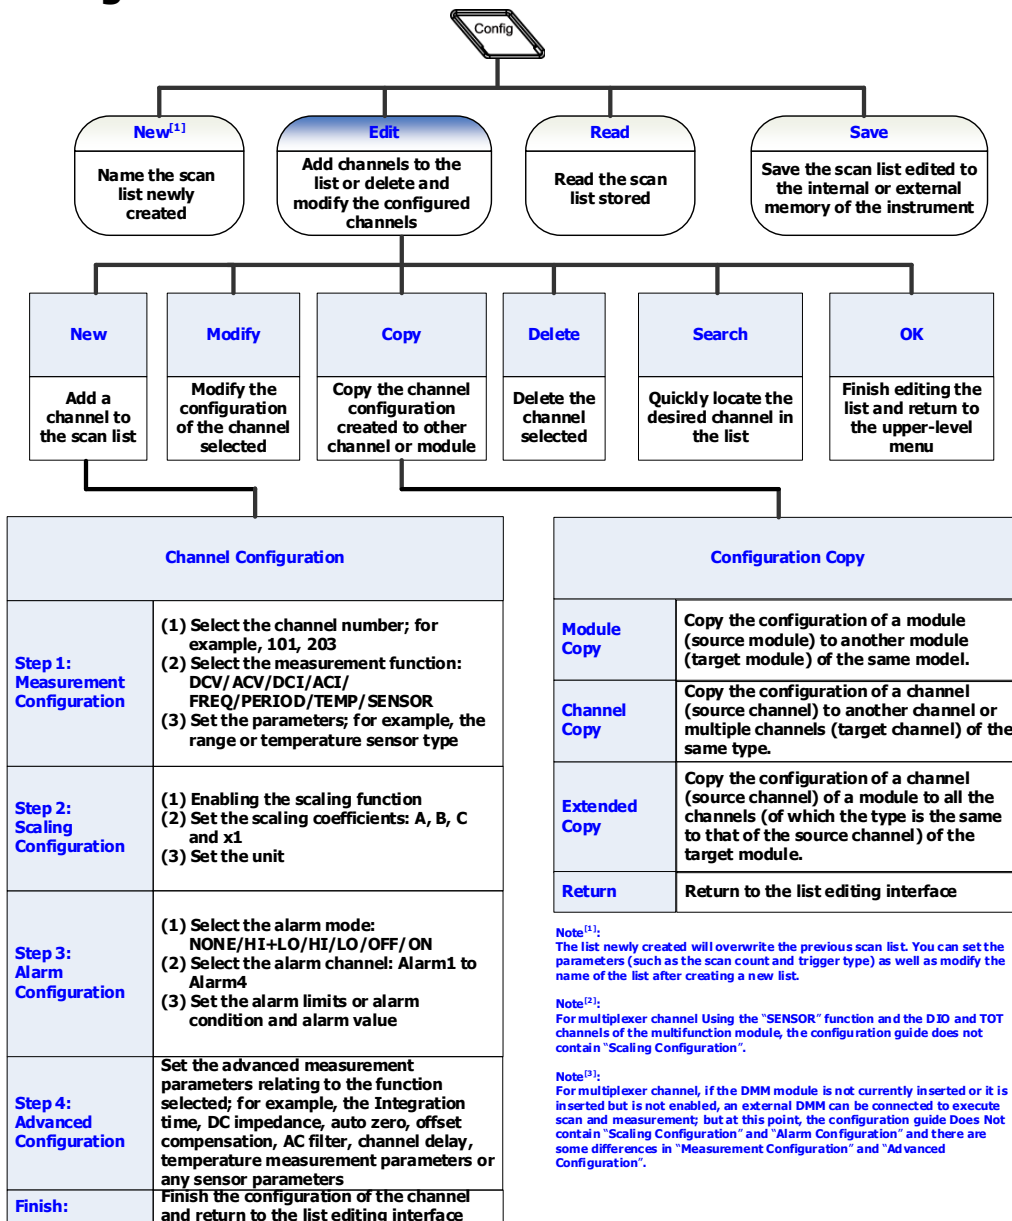 Config
New[1]
Name the scan
list newly
created
Edit
Add channels to the
list or delete and
modify the configured
channels
Read
Read the scan
list stored
Save
Save the scan list edited to
the internal or external
memory of the instrument
New
Add a
channel to
the scan list
Modify
Modify the
configuration
of the channel
selected
Copy
Copy the channel
configuration
created to other
channel or module
Delete
Delete the
channel
selected
Search
Quickly locate the
desired channel in
the list
OK
Finish editing the
list and return to
the upper-level
menu
Channel Configuration
Step 1:
Measurement
Configuration
(1) Select the channel number; for
example, 101, 203
(2) Select the measurement function:
DCV/ACV/DCI/ACI/
FREQ/PERIOD/TEMP/SENSOR
(3) Set the parameters; for example, the
range or temperature sensor type
Step 2:
Scaling
Configuration
(1) Enabling the scaling function
(2) Set the scaling coefficients: A, B, C
and x1
(3) Set the unit
Step 3:
Alarm
Configuration
(1) Select the alarm mode:
NONE/HI+LO/HI/LO/OFF/ON
(2) Select the alarm channel: Alarm1 to
Alarm4
(3) Set the alarm limits or alarm
condition and alarm value
Step 4:
Advanced
Configuration
Set the advanced measurement
parameters relating to the function
selected; for example, the Integration
time, DC impedance, auto zero, offset
compensation, AC filter, channel delay,
temperature measurement parameters or
any sensor parameters
Finish:
Finish the configuration of the channel
and return to the list editing interface
Configuration Copy
Module
Copy
Copy the configuration of a module
(source module) to another module
(target module) of the same model.
Channel
Copy
Copy the configuration of a channel
(source channel) to another channel or
multiple channels (target channel) of the
same type.
Extended
Copy
Copy the configuration of a channel
(source channel) of a module to all the
channels (of which the type is the same
to that of the source channel) of the
target module.
Return
Return to the list editing interface
Note[1]:
The list newly created will overwrite the previous scan list. You can set the
parameters (such as the scan count and trigger type) as well as modify the
name of the list after creating a new list.
Note[2]:
For multiplexer channel Using the "SENSOR" function and the DIO and TOT
channels of the multifunction module, the configuration guide does not
contain "Scaling Configuration".
Note[3]:
For multiplexer channel, if the DMM module is not currently inserted or it is
inserted but is not enabled, an external DMM can be connected to execute
scan and measurement; but at this point, the configuration guide Does Not
contain "Scaling Configuration" and "Alarm Configuration" and there are
some differences in "Measurement Configuration" and "Advanced
Configuration".